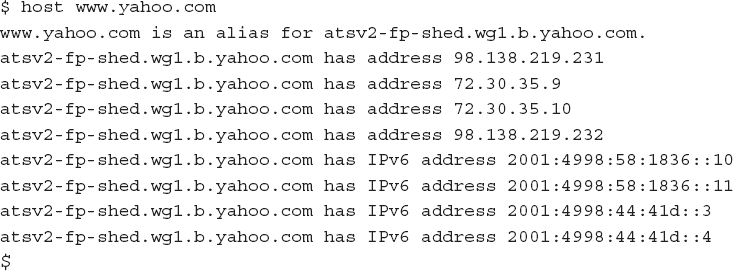 $ host www.yahoo.com
www.yahoo.com is an alias for atsv2-fp-shed.wg1.b.yahoo.com.
atsv2-fp-shed.wg1.b.yahoo.com has address 98.138.219.231
atsv2-fp-shed.wg1.b.yahoo.com has address 72.30.35.9
atsv2-fp-shed.wg1.b.yahoo.com has address 72.30.35.10
atsv2-fp-shed.wg1.b.yahoo.com has address 98.138.219.232
atsv2-fp-shed.wg1.b.yahoo.com has IPv6 address 2001:4998:58:1836::10
atsv2-fp-shed.wg1.b.yahoo.com has IPv6 address 2001:4998:58:1836::11
atsv2-fp-shed.wg1.b.yahoo.com has IPv6 address 2001:4998:44:41d::3
atsv2-fp-shed.wg1.b.yahoo.com has IPv6 address 2001:4998:44:41d::4
$